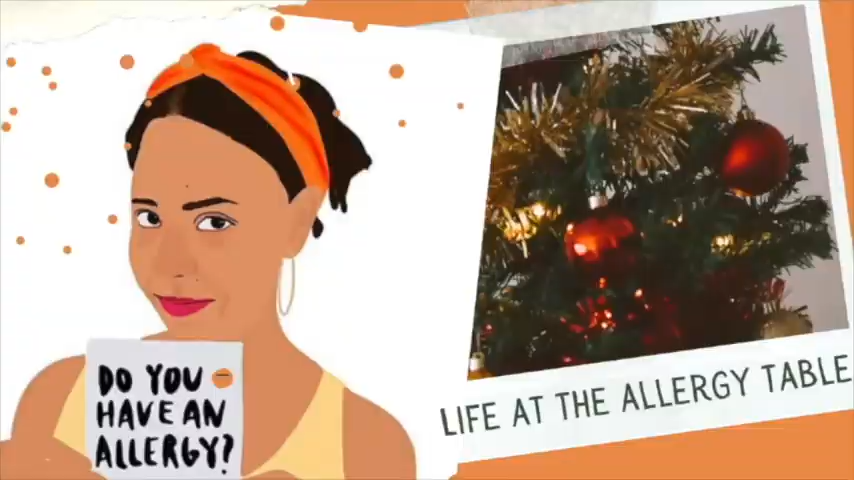 DO YOU
HAVE AN
ALLERGY?
LIFE AT THE ALLERGY TABLE